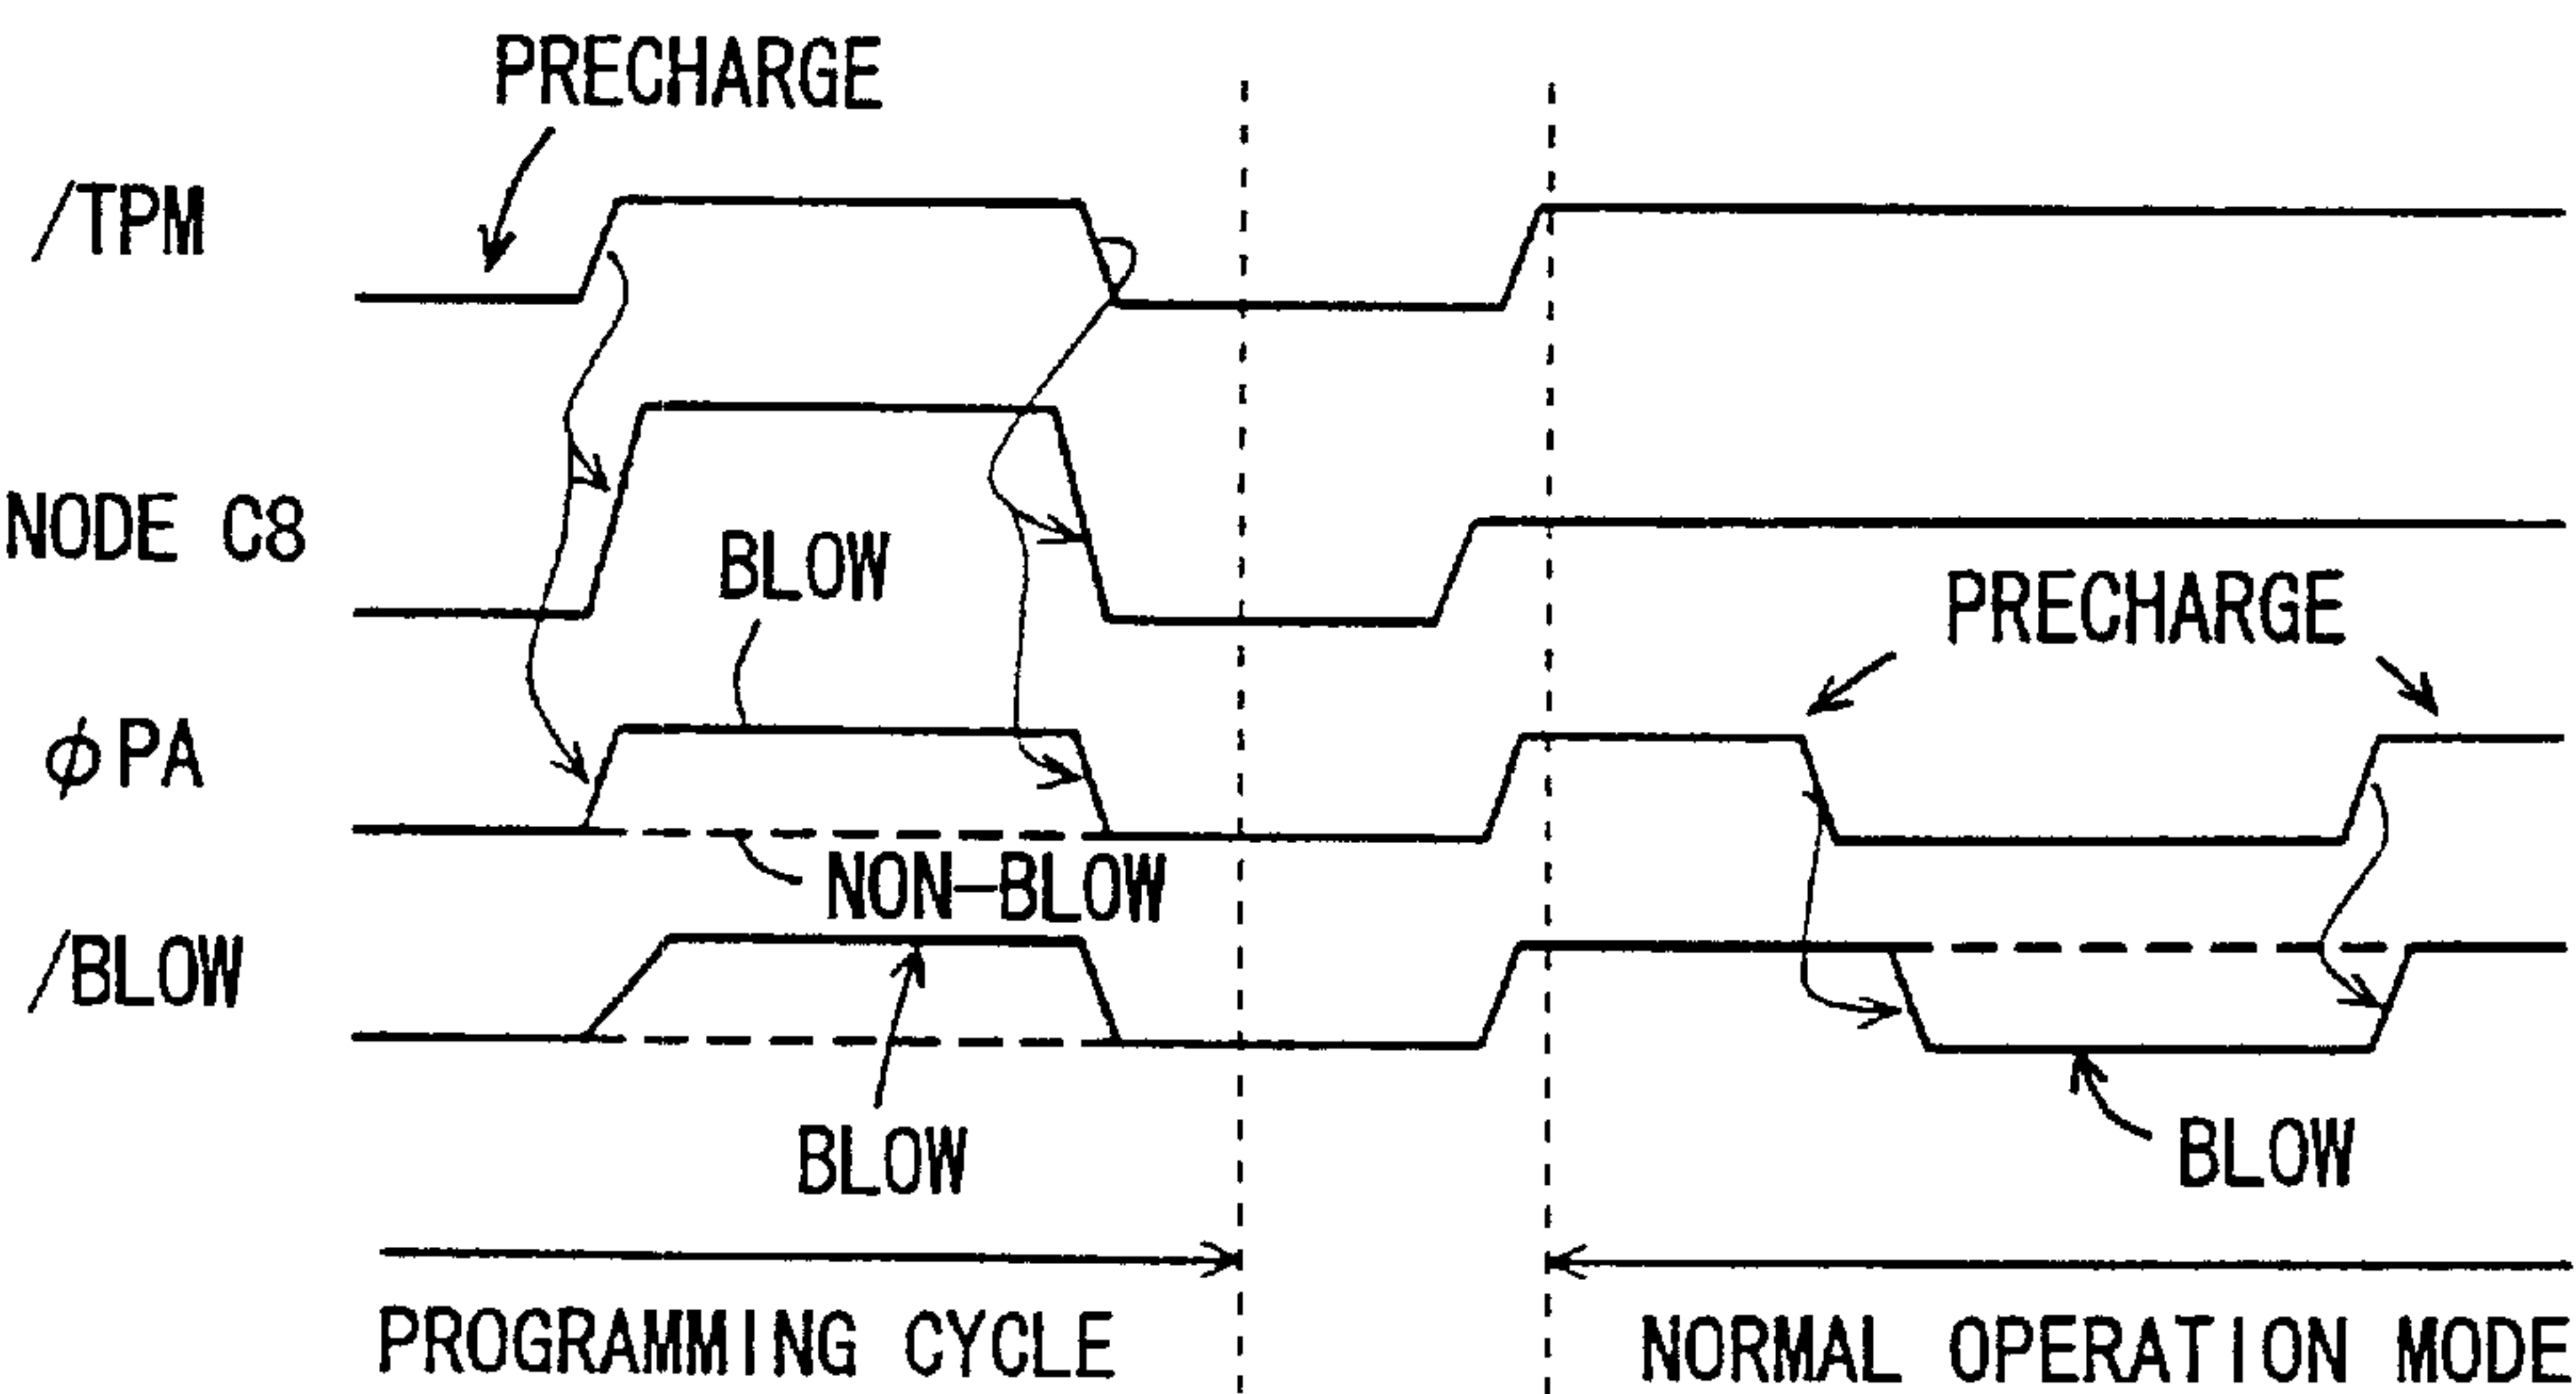 PRECHARGE
/TPM
NODE C8
BLOW
PRECHARGE
φPA
NON-BLOW
/BLOW
BLOW
BLOW
PROGRAMMING CYCLE
NORMAL OPERATION MODE